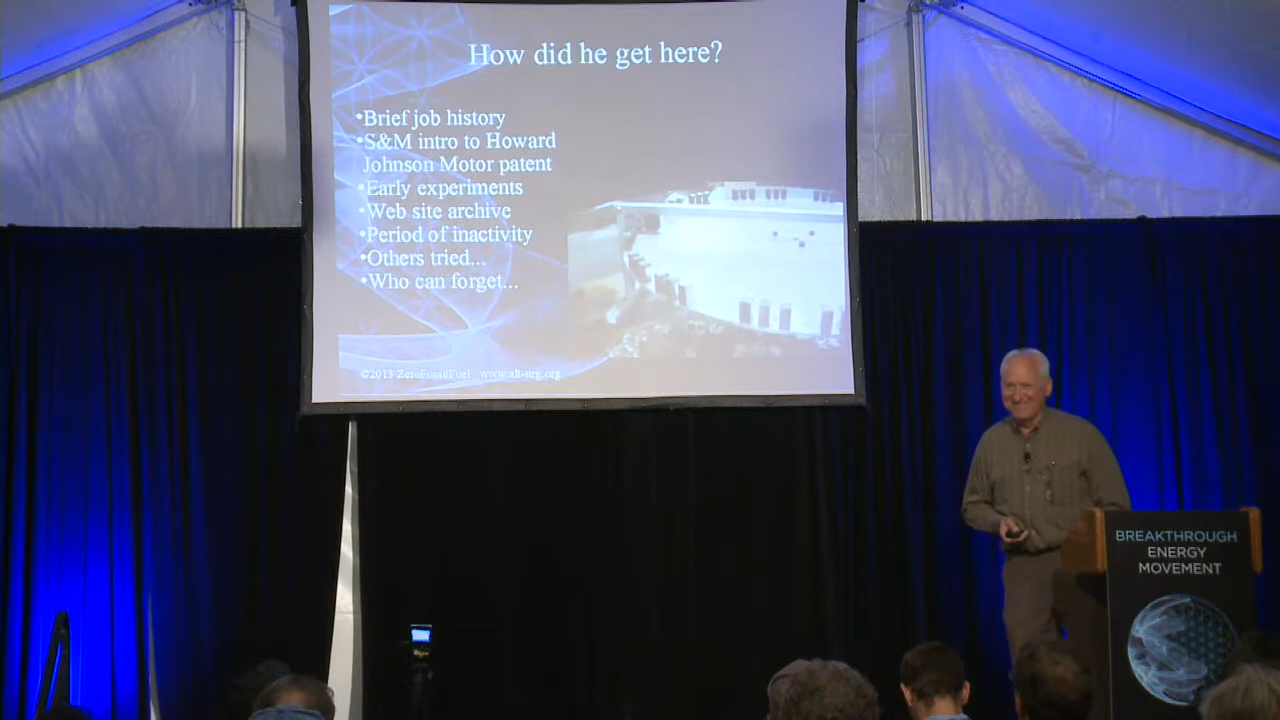 How did he get here?
•Brief job history
•S&M intro to Howard
Johnson Motor patent
•Early experiments
•Web site archive
•Period of inactivity
•Others tried...
•Who can forget...
©2013 ZeroFossilFuel www.alt-nrg.org
BREAKTHROUGH
ENERGY
MOVEMENT